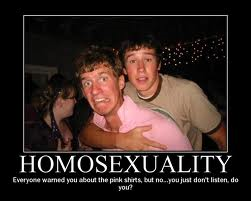 HOMOSEXUALITY
Everyone warned you about the pink shirts, but no...you just don't listen, do
you?